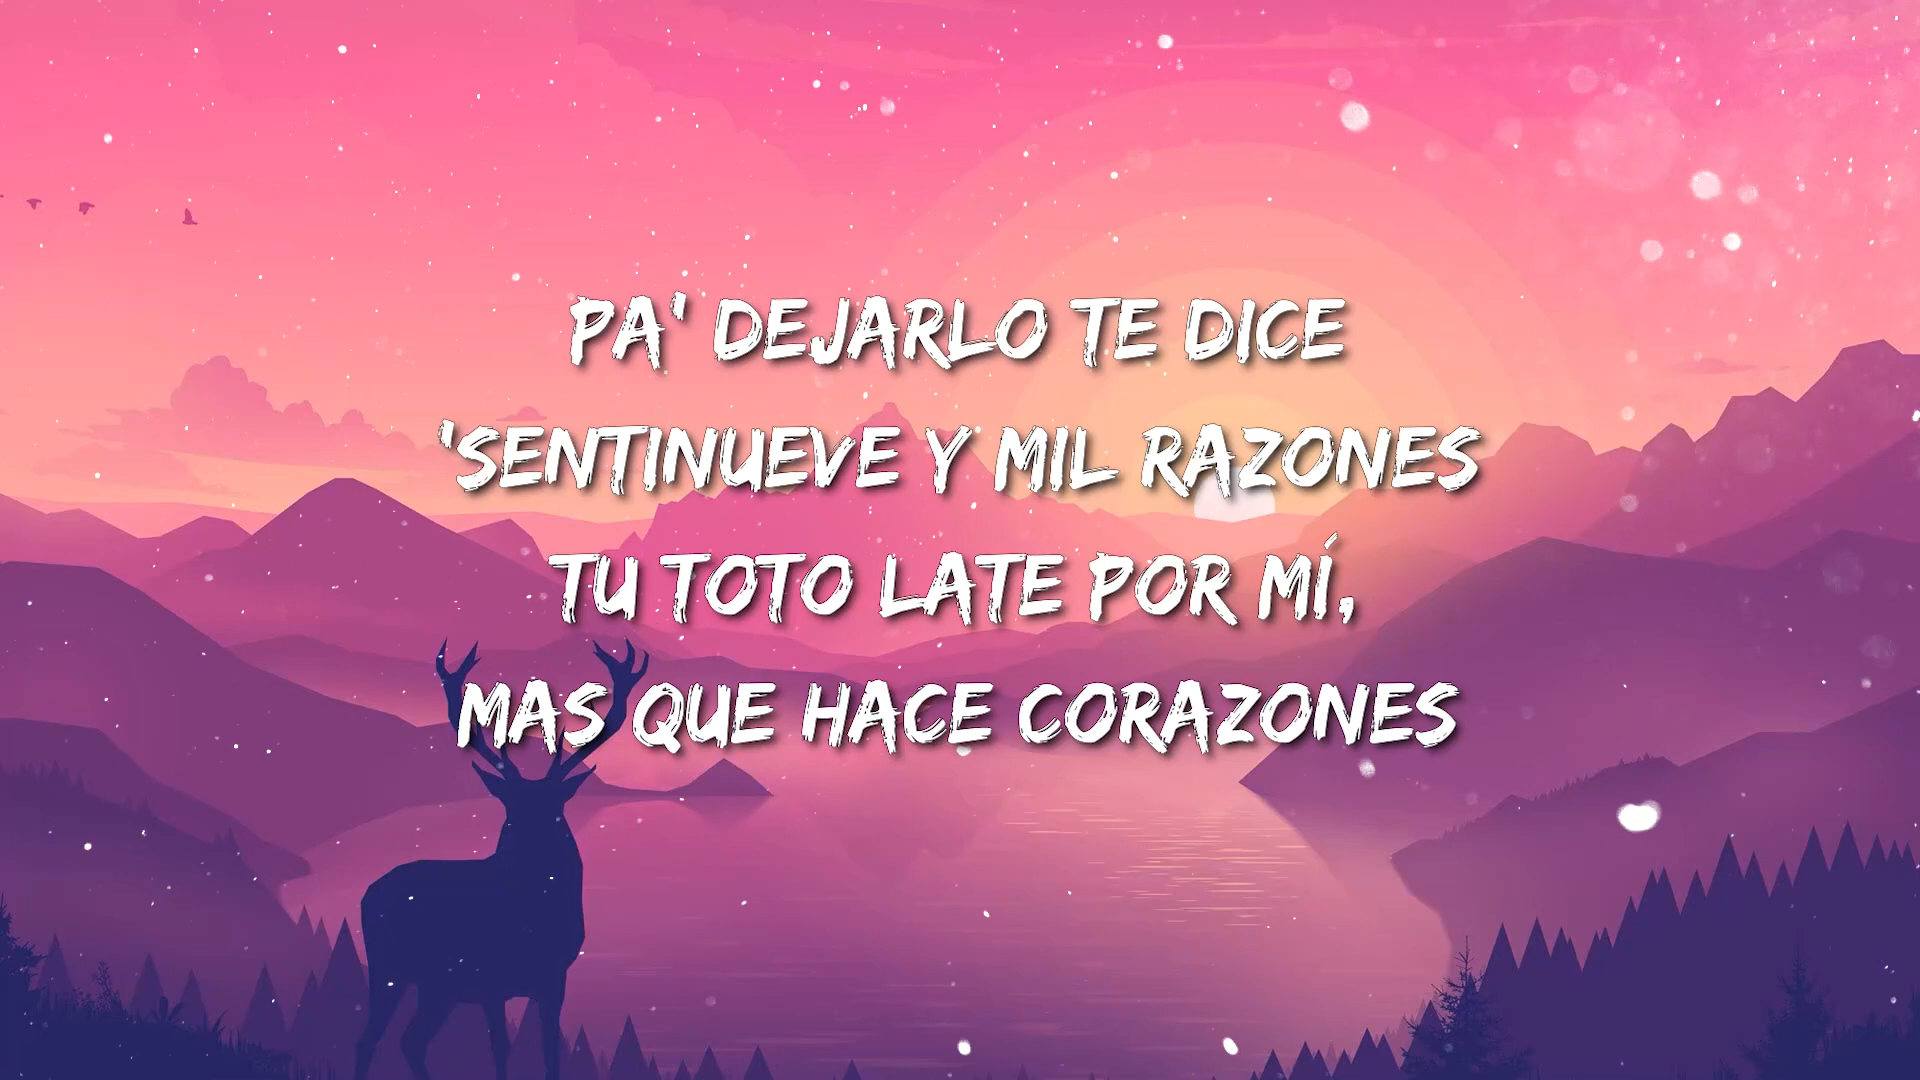 PA' DEJARLO TE DICE
'SENTINUEVE Y MIL RAZONES
TU TOTO LATE POR MÍ,
MAS QUE HACE CORAZONES